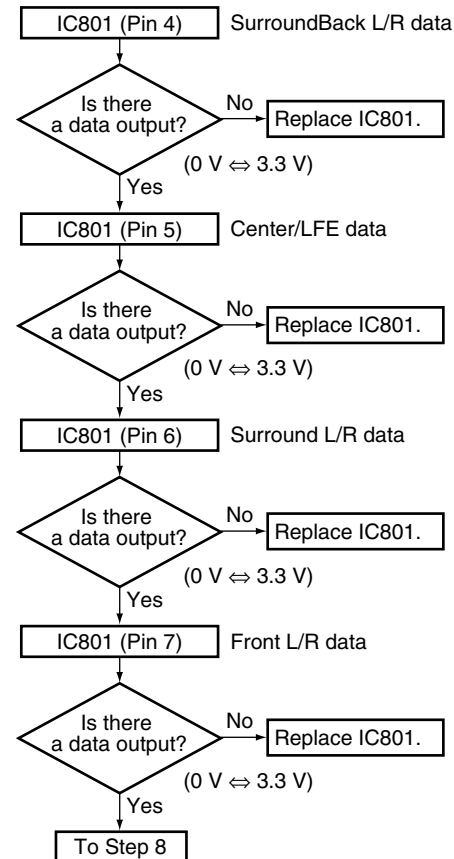 IC801 (Pin 4) SurroundBack L/R data
Is there
a data output?
No
Replace IC801.
(0 V ⇔ 3.3 V)
Yes
IC801 (Pin 5) Center/LFE data
Is there
a data output?
No
Replace IC801.
(0 V ⇔ 3.3 V)
Yes
IC801 (Pin 6) Surround L/R data
Is there
a data output?
No
Replace IC801.
(0 V ⇔ 3.3 V)
Yes
IC801 (Pin 7) Front L/R data
Is there
a data output?
No
Replace IC801.
(0 V ⇔ 3.3 V)
Yes
To Step 8